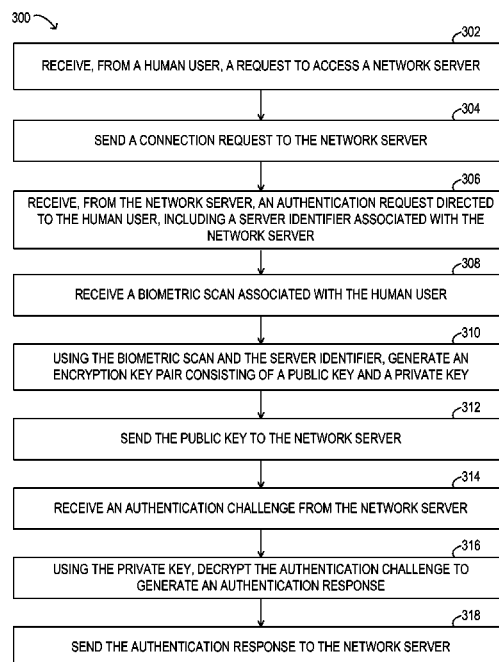 300
302
RECEIVE, FROM A HUMAN USER, A REQUEST TO ACCESS A NETWORK SERVER
304
SEND A CONNECTION REQUEST TO THE NETWORK SERVER
306
RECEIVE, FROM THE NETWORK SERVER, AN AUTHENTICATION REQUEST DIRECTED
TO THE HUMAN USER, INCLUDING A SERVER IDENTIFIER ASSOCIATED WITH THE
NETWORK SERVER
308
RECEIVE A BIOMETRIC SCAN ASSOCIATED WITH THE HUMAN USER
310
USING THE BIOMETRIC SCAN AND THE SERVER IDENTIFIER, GENERATE AN
ENCRYPTION KEY PAIR CONSISTING OF A PUBLIC KEY AND A PRIVATE KEY
312
SEND THE PUBLIC KEY TO THE NETWORK SERVER
314
RECEIVE AN AUTHENTICATION CHALLENGE FROM THE NETWORK SERVER
316
USING THE PRIVATE KEY, DECRYPT THE AUTHENTICATION CHALLENGE TO
GENERATE AN AUTHENTICATION RESPONSE
318
SEND THE AUTHENTICATION RESPONSE TO THE NETWORK SERVER